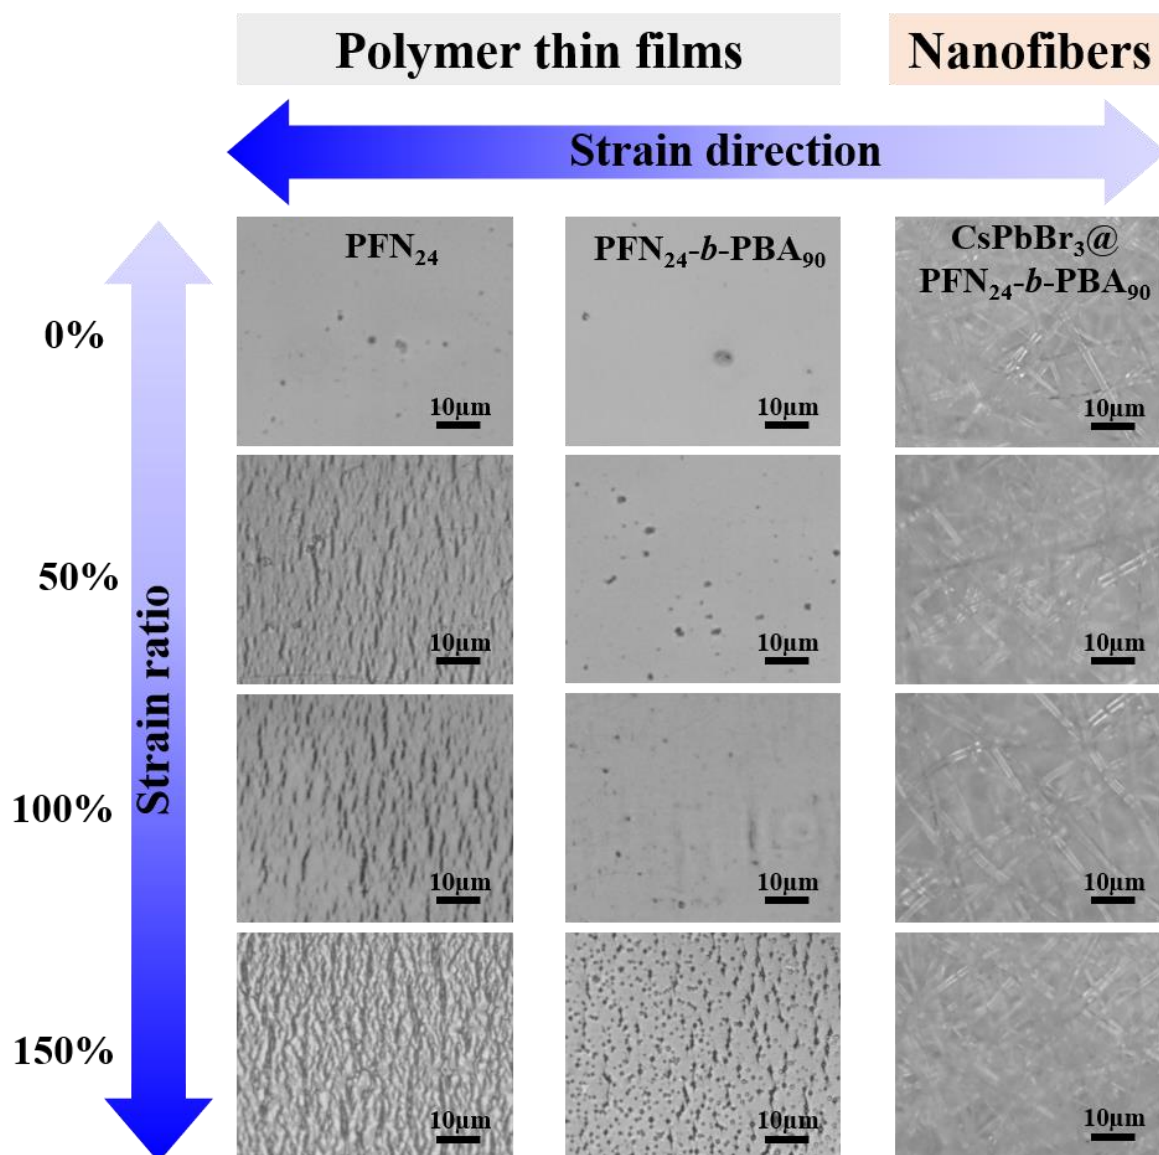 Polymer thin films
Nanofibers
Strain direction
PFN₂₄
PFN₂₄-b-PBA₉₀
CsPbBr₃@
PFN₂₄-b-PBA₉₀
0%
10μm
10μm
10μm
50%
10μm
10μm
10μm
Strain ratio
100%
10μm
10μm
10μm
150%
10μm
10μm
10μm